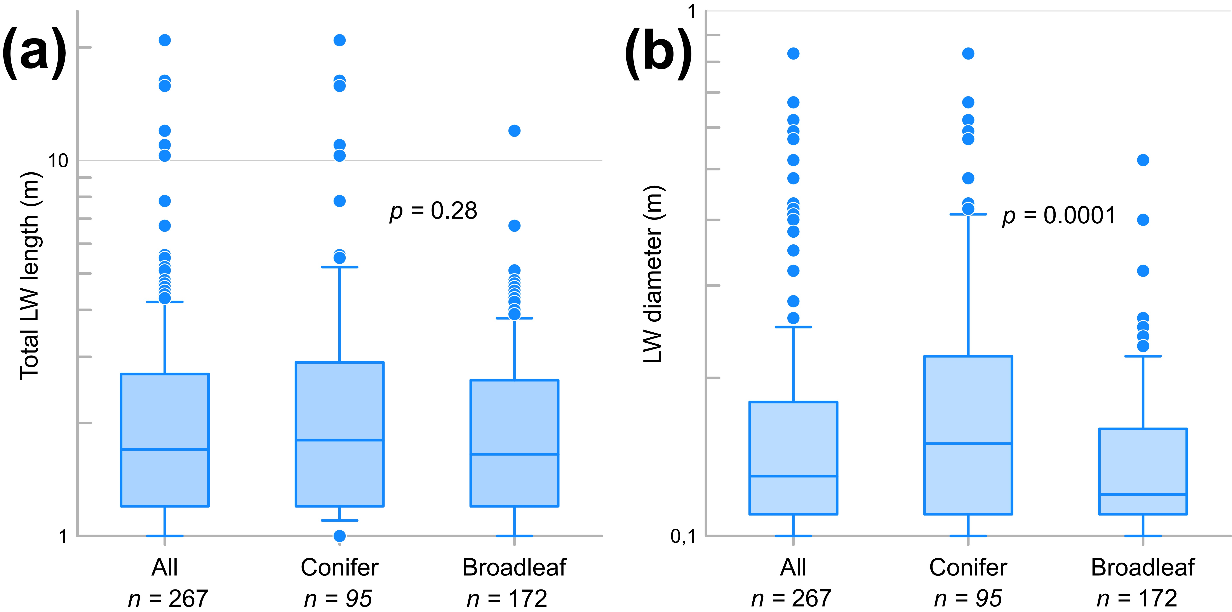 (a)
Total LW length (m)
10
1
p = 0.28
All
Conifer
Broadleaf
n = 267
n = 95
n = 172
(b)
LW diameter (m)
1
0,1
p = 0.0001
All
Conifer
Broadleaf
n = 267
n = 95
n = 172